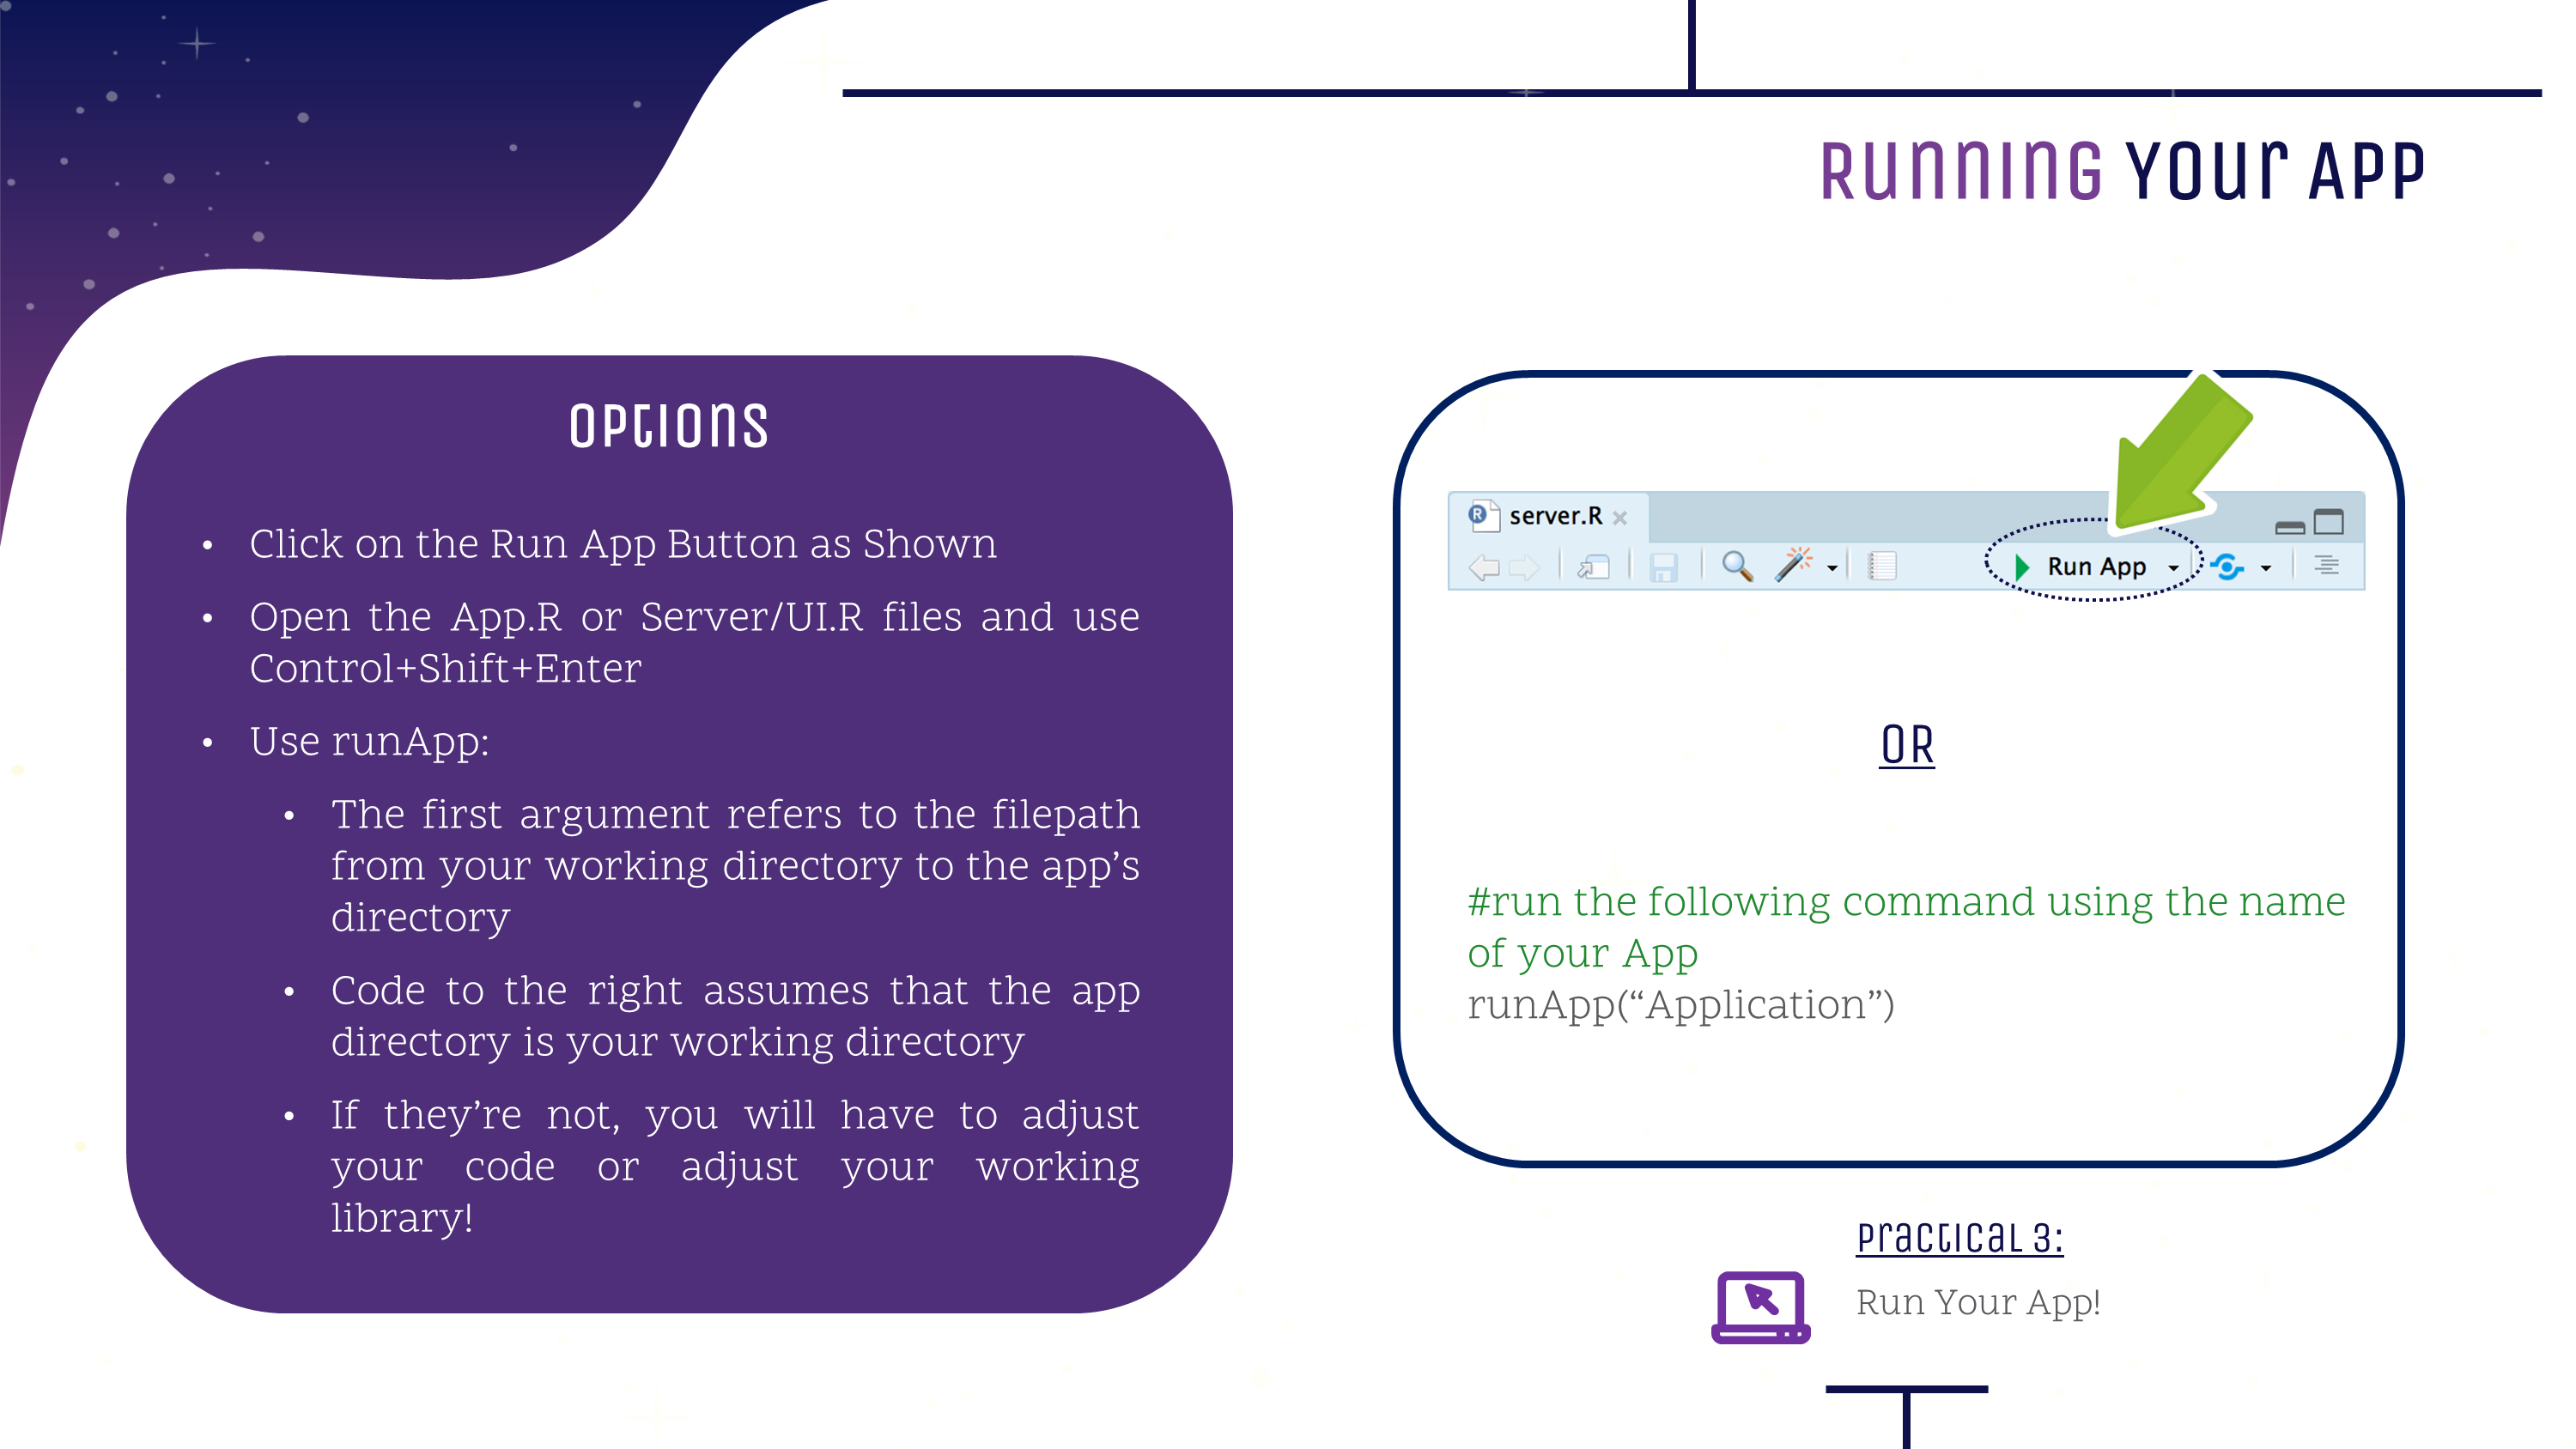 Running Your App
Options
• Click on the Run App Button as Shown
• Open the App.R or Server/UI.R files and use
Control+Shift+Enter
• Use runApp:
• The first argument refers to the filepath
from your working directory to the app’s
directory
• Code to the right assumes that the app
directory is your working directory
• If they’re not, you will have to adjust
your code or adjust your working
library!
server.R
Run App
OR
#run the following command using the name
of your App
runApp(“Application”)
Practical 3:
Run Your App!